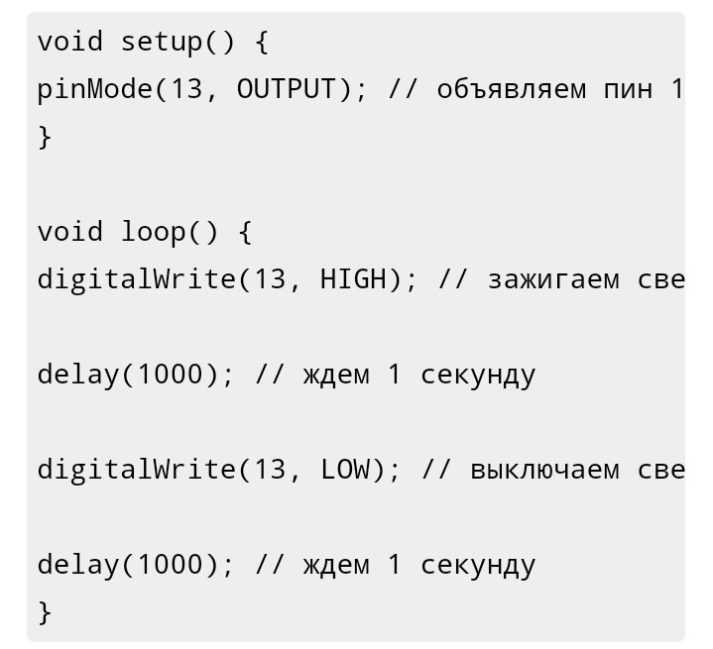 void setup() {
pinMode(13, OUTPUT); // объявляем пин 1
}
void loop() {
digitalWrite(13, HIGH); // зажигаем све
delay(1000); // ждем 1 секунду
digitalWrite(13, LOW); // выключаем све
delay(1000); // ждем 1 секунду
}